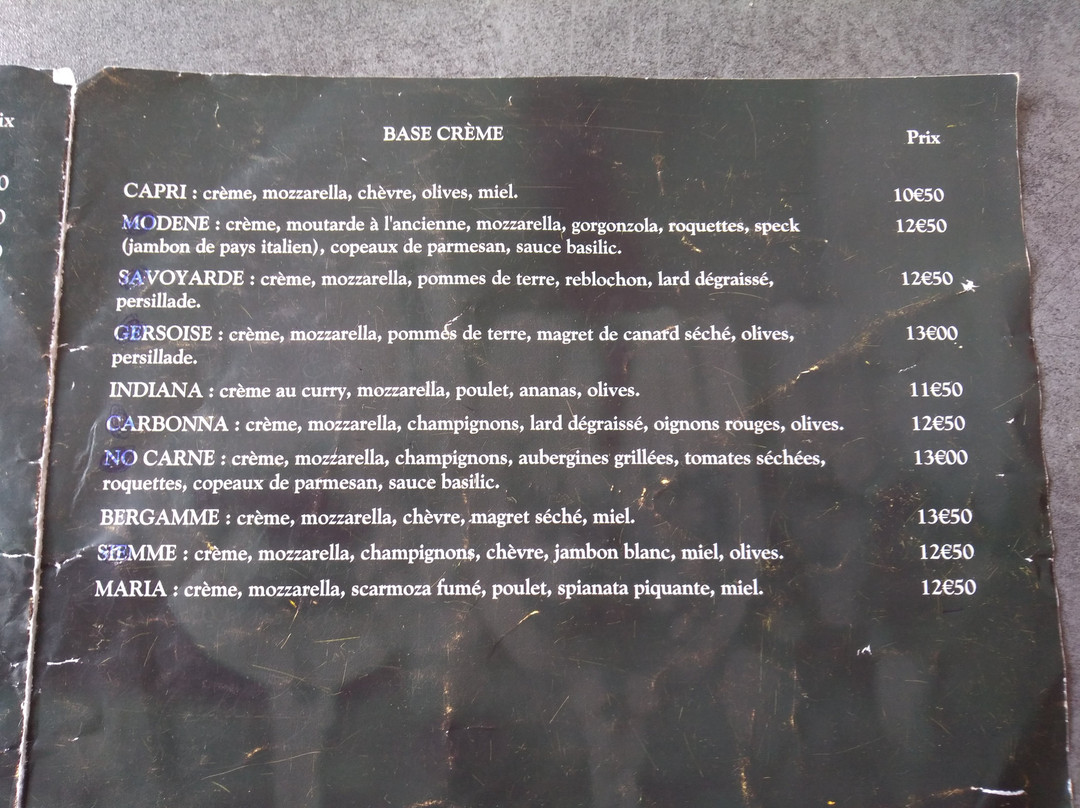 ix
0
0
0
BASE CRÈME
Prix
CAPRI : crème, mozzarella, chèvre, olives, miel. 10€50
MODENE : crème, moutarde à l'ancienne, mozzarella, gorgonzola, roquettes, speck 12€50
(jambon de pays italien), copeaux de parmesan, sauce basilic.
SAVOYARDE : crème, mozzarella, pommes de terre, reblochon, lard dégraissé, 12€50
persillade.
GERSOISE : crème, mozzarella, pommes de terre, magret de canard séché, olives, 13€00
persillade.
INDIANA : crème au curry, mozzarella, poulet, ananas, olives. 11€50
CARBONNA : crème, mozzarella, champignons, lard dégraissé, oignons rouges, olives. 12€50
NO CARNE : crème, mozzarella, champignons, aubergines grillées, tomates séchées, 13€00
roquettes, copeaux de parmesan, sauce basilic.
BERGAMME : crème, mozzarella, chèvre, magret séché, miel. 13€50
SIEMME : crème, mozzarella, champignons, chèvre, jambon blanc, miel, olives. 12€50
MARIA : crème, mozzarella, scarmoza fumé, poulet, spianata piquante, miel. 12€50